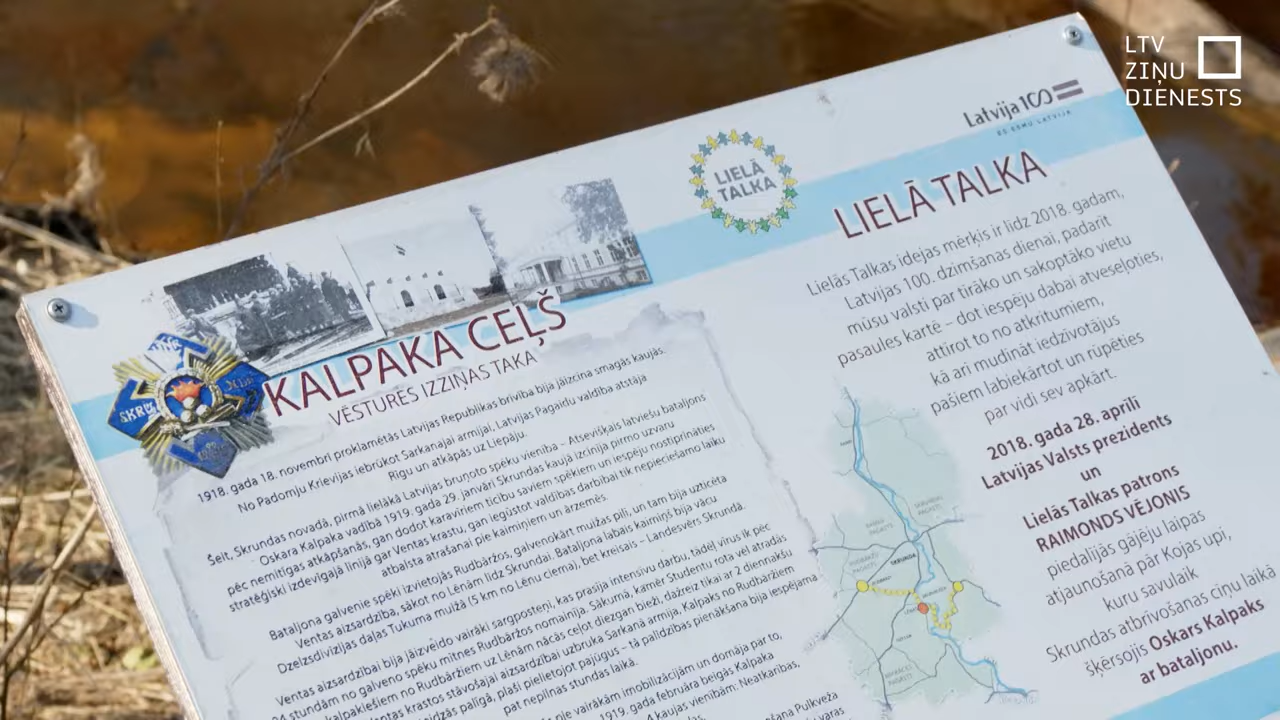 LTV
ZIŅU
DIENESTS
Latvija 100
ES ESMU LATVIJA
LIELĀ
TALKA
LIELĀ TALKA
Lielās Talkas idejas mērķis ir līdz 2018. gadam,
Latvijas 100. dzimšanas dienai, padarīt
mūsu valsti par tīrāko un sakoptāko vietu
pasaules kartē – dot iespēju dabai atveseļoties,
attīrot to no atkritumiem,
kā arī mudināt iedzīvotājus
pašiem labiekārtot un rūpēties
par vidi sev apkārt.
2018. gada 28. aprīlī
Latvijas Valsts prezidents
un
Lielās Talkas patrons
RAIMONDS VĒJONIS
piedalījās gājēju laipas
atjaunošanā pār Kojas upi,
kuru savulaik
Skrundas atbrīvošanas cīņu laikā
šķērsojis Oskars Kalpaks
ar bataljonu.
KALPAKA CEĻŠ
VĒSTURES IZZIŅAS TAKA
1918. gada 18. novembrī proklamētās Latvijas Republikas brīvība bija jāizcīna smagās kaujās.
No Padomju Krievijas iebrūkot Sarkanajai armijai, Latvijas Pagaidu valdība atstāja
Rīgu un atkāpās uz Liepāju.
Šeit, Skrundas novadā, pirmā lielākā Latvijas bruņoto spēku vienība – Atsevišķais latviešu bataljons
Oskara Kalpaka vadībā 1919. gada 29. janvārī Skrundas kaujā izcīnīja pirmo uzvaru
pēc nemitīgas atkāpšanās, gan dodot karavīriem ticību saviem spēkiem un iespēju nostiprināties
stratēģiski izdevīgajā līnijā gar Ventas krastu, gan iegūstot valdības darbībai tik nepieciešamo laiku
atbalsta atrašanai pie kaimiņiem un ārzemēs.
Bataljona galvenie spēki izvietojās Rudbāržos, galvenokārt muižas pilī, un tam bija uzticēta
Ventas aizsardzība, sākot no Lēnām līdz Skrundai. Bataljona labais kaimiņš bija vācu
Dzelzsdivīzijas daļas Tukuma muižā (5 km no Lēnu ciema), bet kreisais – Landesvērs Skrundā.
Ventas aizsardzībai bija jāizveido vairāki sargposteņi, kas prasīja intensīvu darbu, tādēļ vīrus ik pēc
24 stundām no galveno spēku mītnes Rudbāržos nomainīja. Sākumā, kamēr Studentu rota vēl atradās
kalpakiešiem no Rudbāržiem uz Lēnām nācās ceļot diezgan bieži, dažreiz tikai ar 2 diennakšu
Ventas krastos stāvošajai aizsardzībai uzbruka Sarkanā armija. Kalpaks no Rudbāržiem
palīgā, plaši pielietojot pajūgus – tā palīdzības pienākšana bija iespējama
pat nepilnas stundas laikā.
vairākām imobilizācijām un domāja par to,
1919. gada februāra beigās Kalpaka
4 kaujas vienībām: Neatkarības,
Pulkveža